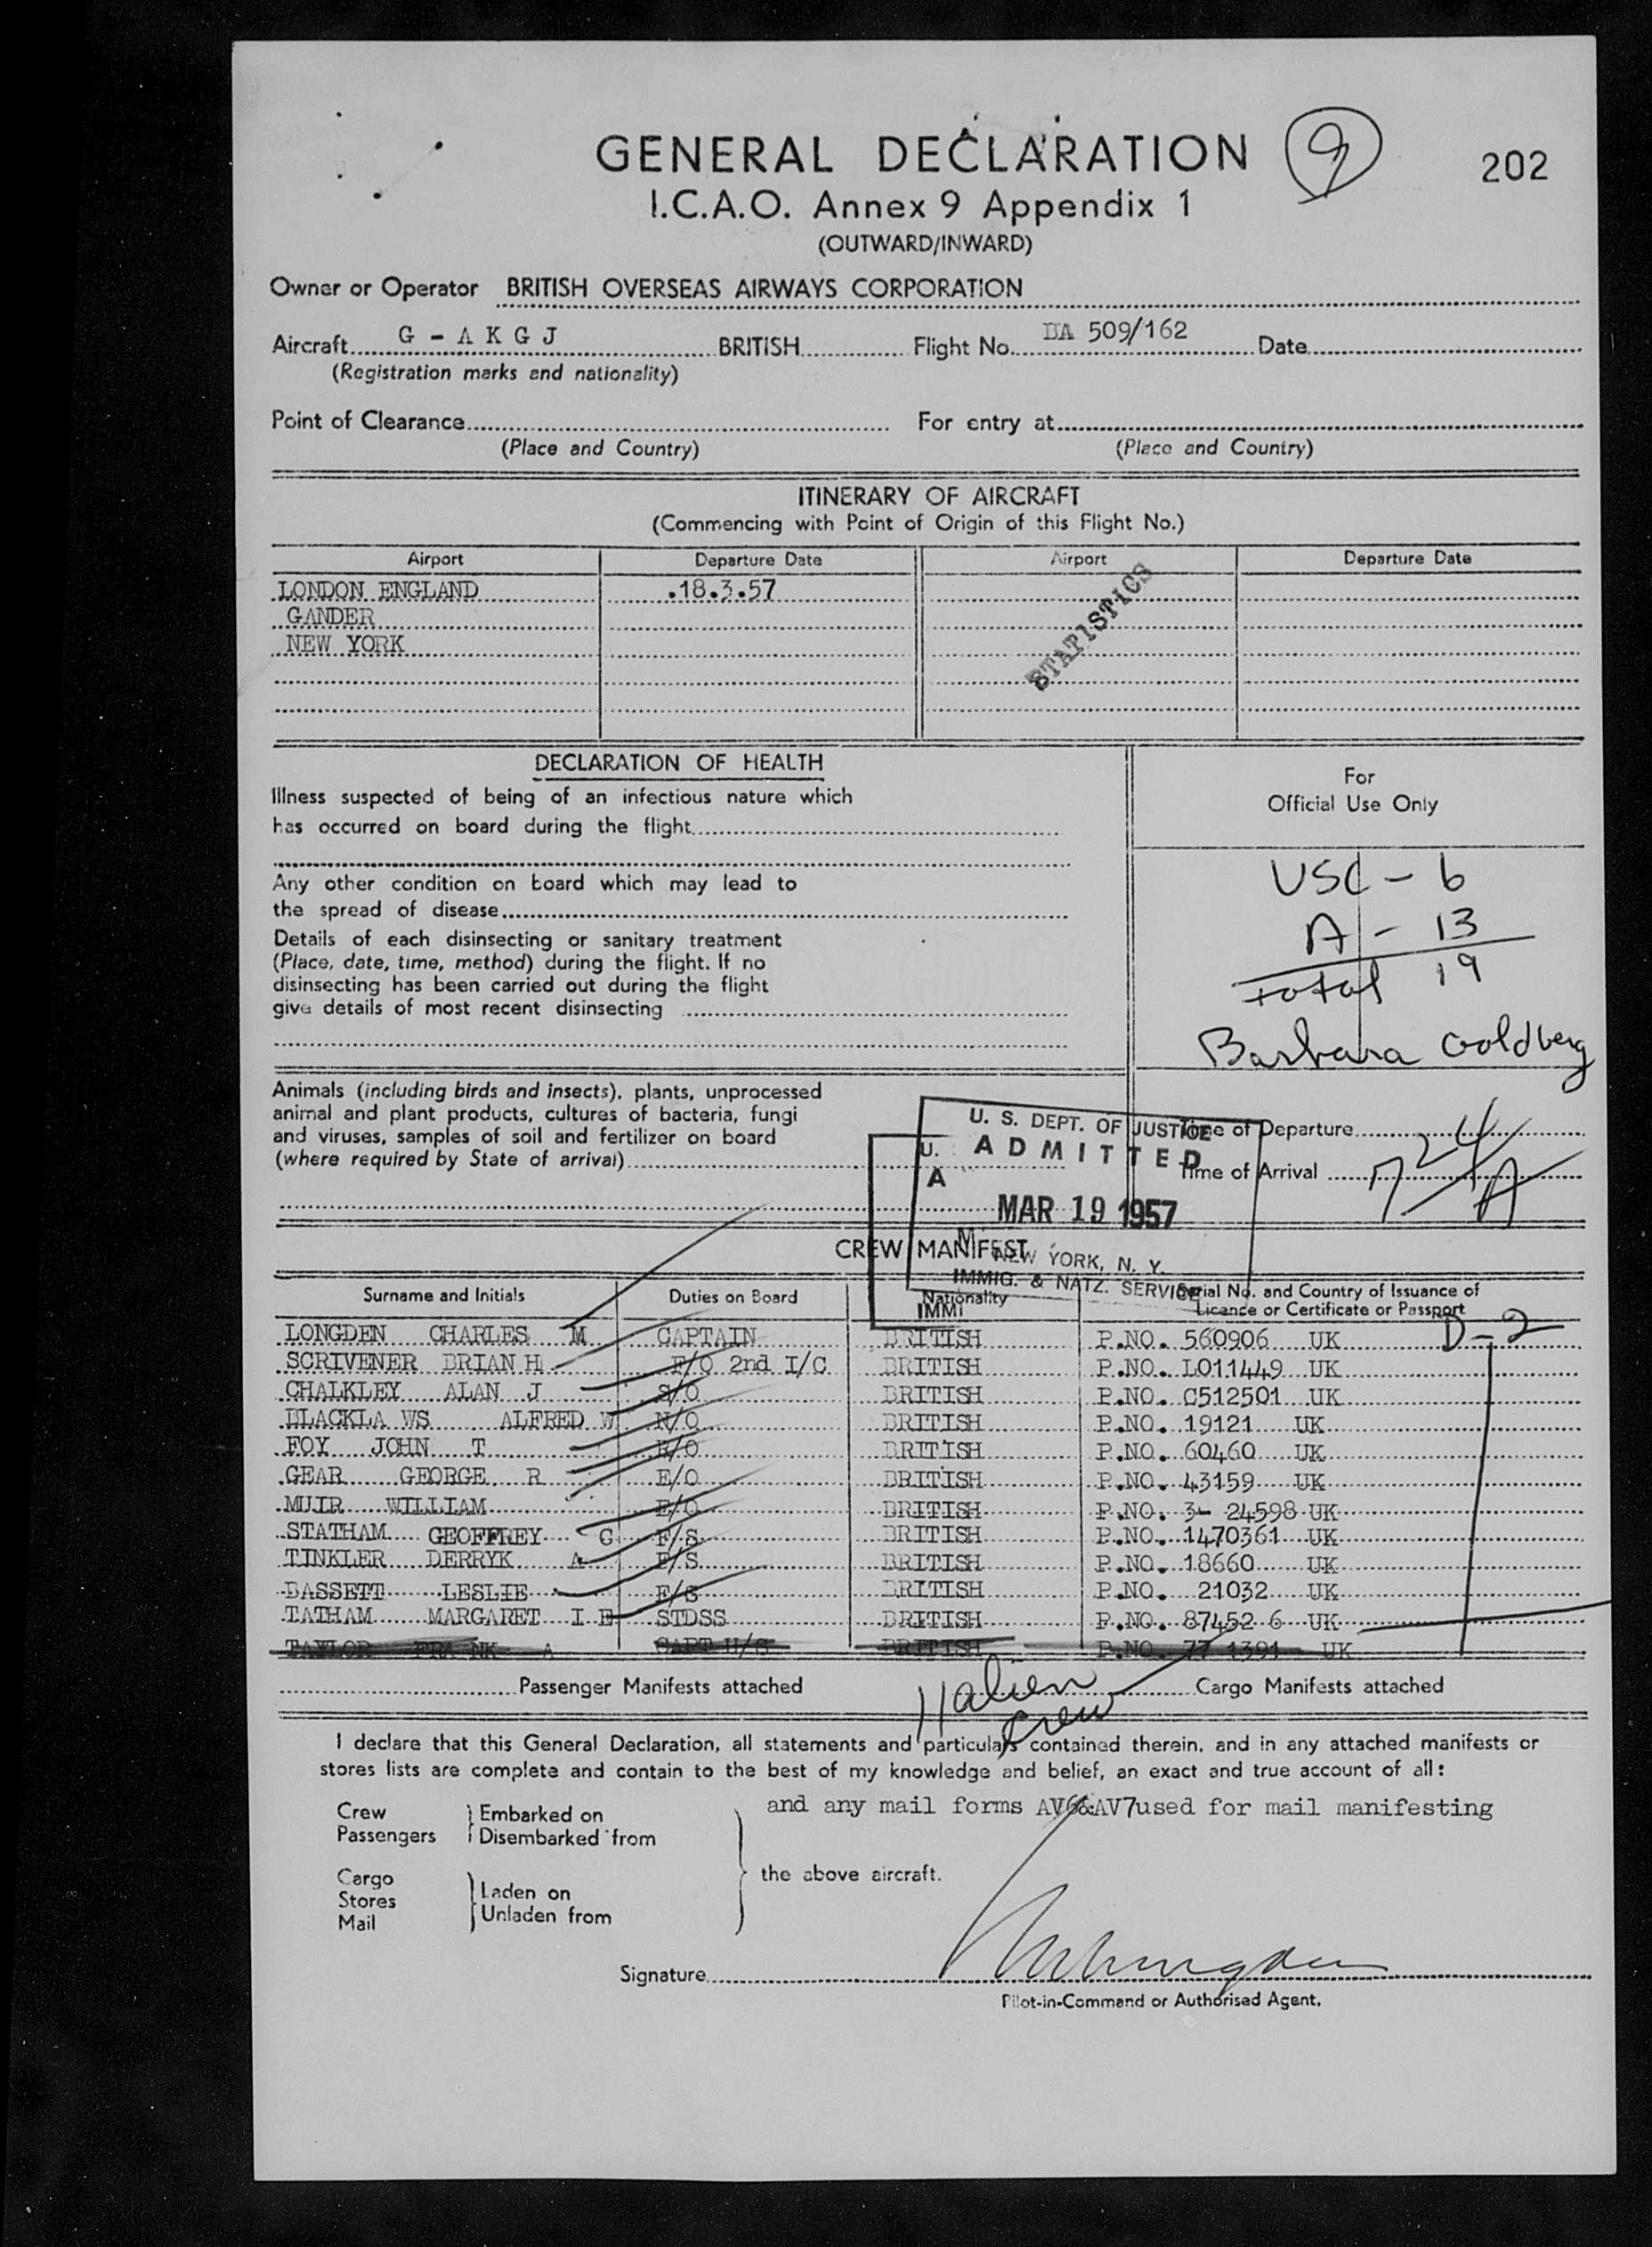 GENERAL DECLARATION 9 202
I.C.A.O. Annex 9 Appendix 1
(OUTWARD/INWARD)
Owner or Operator BRITISH OVERSEAS AIRWAYS CORPORATION
Aircraft G - A K G J BRITISH Flight No. BA 509/162 Date
(Registration marks and nationality)
Point of Clearance For entry at
(Place and Country) (Place and Country)
ITINERARY OF AIRCRAFT
(Commencing with Point of Origin of this Flight No.)
Airport Departure Date Airport Departure Date
LONDON ENGLAND .18.3.57
GANDER
NEW YORK
STATISTICS
DECLARATION OF HEALTH
Illness suspected of being of an infectious nature which
has occurred on board during the flight
Any other condition on board which may lead to
the spread of disease
Details of each disinsecting or sanitary treatment
(Place, date, time, method) during the flight. If no
disinsecting has been carried out during the flight
give details of most recent disinsecting
For
Official Use Only
USC - 6
A - 13
Total 19
Barbara Goldberg
Animals (including birds and insects), plants, unprocessed
animal and plant products, cultures of bacteria, fungi
and viruses, samples of soil and fertilizer on board
(where required by State of arrival)
Time of Departure
Time of Arrival 724 A
U. S. DEPT. OF JUSTICE
ADMITTED
MAR 19 1957
NEW YORK, N. Y.
IMMIG. & NATZ. SERVICE
U.
A
IMMI
CREW MANIFEST
Surname and Initials Duties on Board Nationality Serial No. and Country of Issuance of
Licence or Certificate or Passport
D-2
LONGDEN CHARLES M CAPTAIN BRITISH P.NO. 560906 UK
SCRIVENER BRIAN H F/O 2nd I/C BRITISH P.NO. L011449 UK
CHALKLEY ALAN J S/O BRITISH P.NO. C512501 UK
BLACKLA WS ALFRED W N/O BRITISH P.NO. 19121 UK
FOY JOHN T R/O BRITISH P.NO. 60460 UK
GEAR GEORGE R E/O BRITISH P.NO. 43159 UK
MUIR WILLIAM E/O BRITISH P.NO. 3- 24598 UK
STATHAM GEOFFREY G F/S BRITISH P.NO. 1470361 UK
TINKLER DERRYK A F/S BRITISH P.NO. 18660 UK
BASSETT LESLIE F/S BRITISH P.NO. 21032 UK
TATHAM MARGARET I E STDSS BRITISH P.NO. 87452 6 UK
TAYLOR FRA NK A CAPT U/S BRITISH P.NO. 77 1391 UK
Passenger Manifests attached 11 alien crew Cargo Manifests attached
I declare that this General Declaration, all statements and particulars contained therein, and in any attached manifests or
stores lists are complete and contain to the best of my knowledge and belief, an exact and true account of all:
and any mail forms AV6&AV7used for mail manifesting
Crew Embarked on
Passengers Disembarked from
the above aircraft.
Cargo
Stores Laden on
Mail Unladen from
Signature
Pilot-in-Command or Authorised Agent.